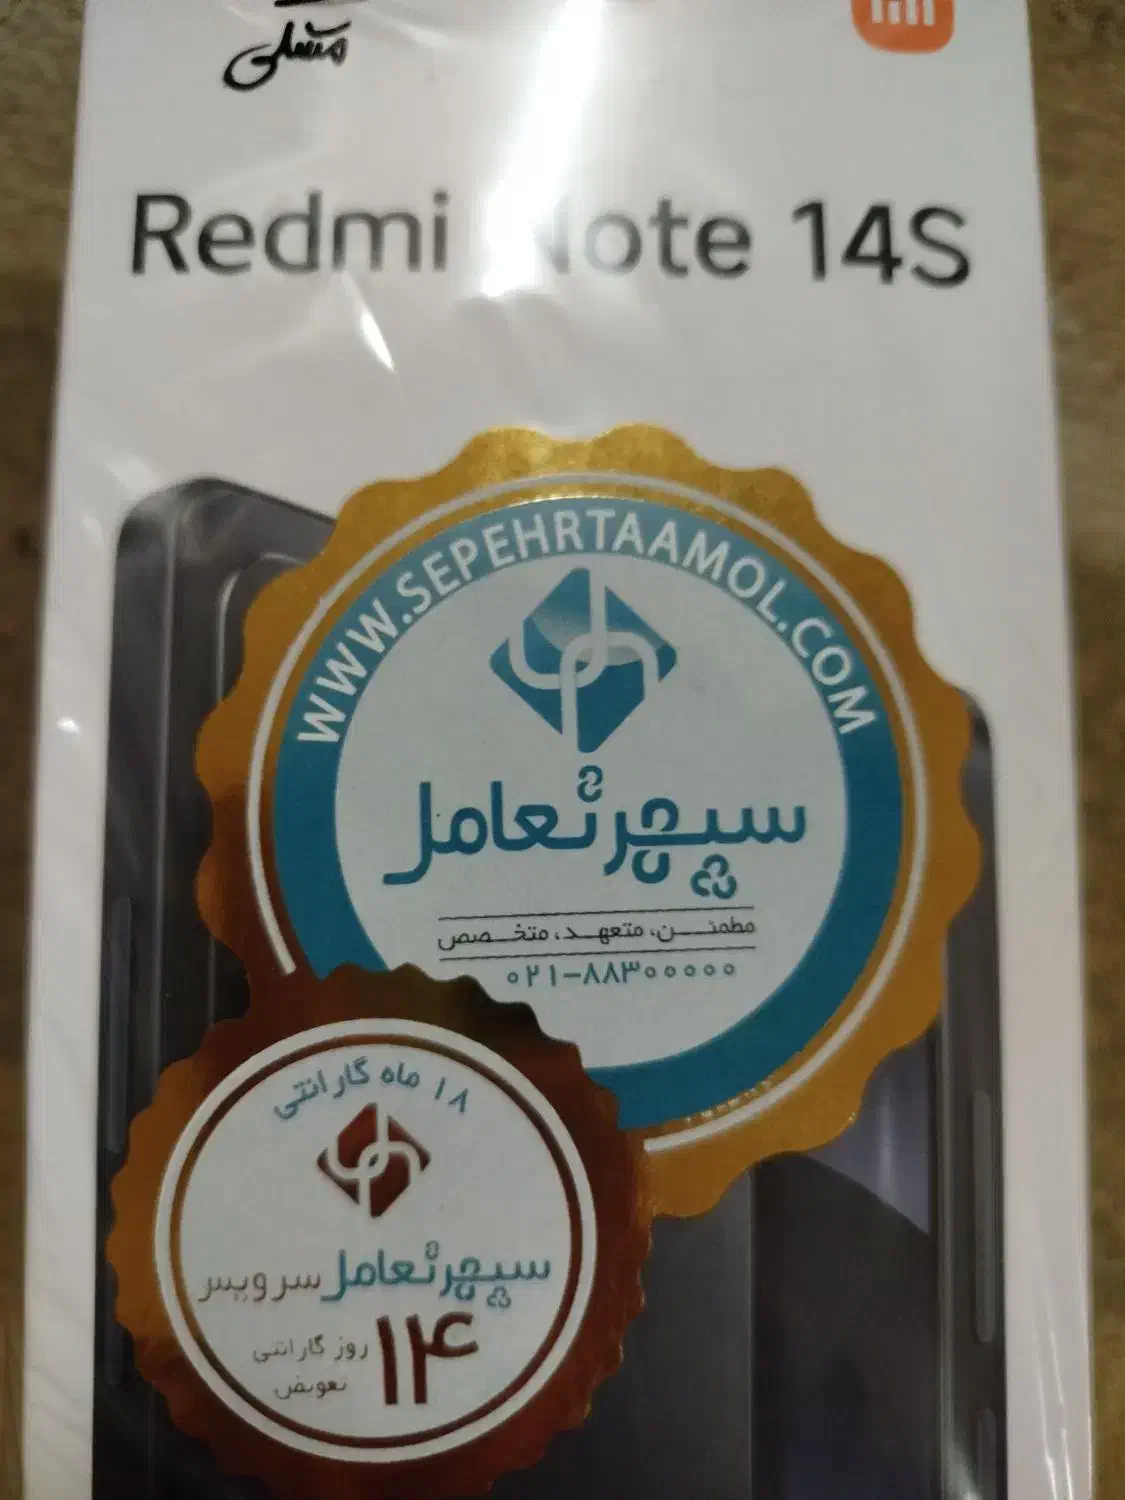 مشکی
Redmi Note 14S
WWW.SEPEHRTAAMOL.COM
سپهرتعامل
مطمئن، متعهد، متخصص
۰۲۱-۸۸۳۰۰۰۰۰
۱۸ ماه گارانتی
سپهرتعامل سرویس
۱۴ روز گارانتی
تعویض